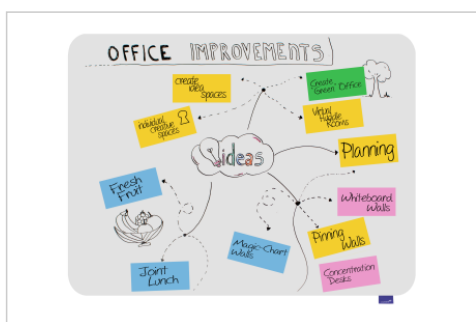 OFFICE IMPROVEMENTS
create
idea
spaces
Create
Green Office
individual
creative
spaces
Virtual
Huddle
Rooms
ideas
Planning
Fresh
Fruit
Whiteboard
Walls
Magic-Chart
Walls
Pinning
Walls
Joint
Lunch
Concentration
Desks